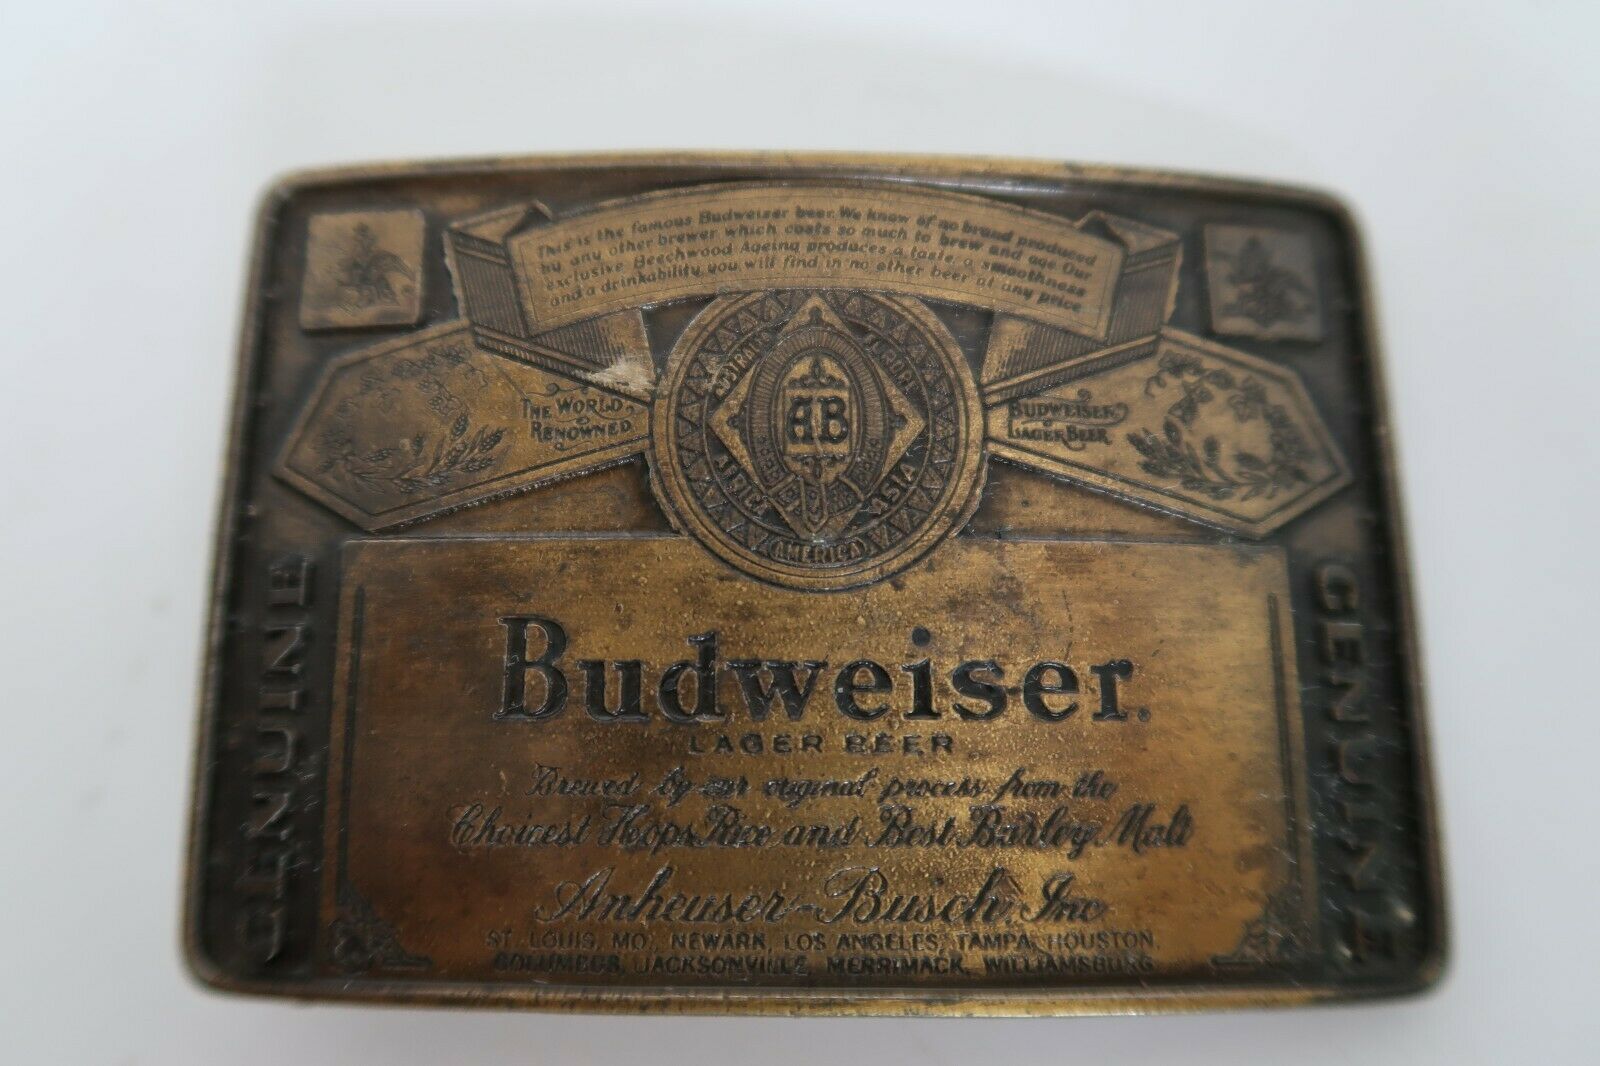 This is the famous Budweiser beer. We know of no brand produced
by any other brewer which costs so much to brew and age. Our
exclusive Beechwood Ageing produces a taste, a smoothness
and a drinkability you will find in no other beer at any price
THE WORLD
RENOWNED
EUROPE
AB
AFRICA
ASIA
AMERICA
BUDWEISER
LAGER BEER
GENUINE
GENUINE
Budweiser®
LAGER BEER
Brewed by our original process from the
Choicest Hops, Rice and Best Barley Malt
Anheuser-Busch, Inc.
ST. LOUIS, MO., NEWARK, LOS ANGELES, TAMPA, HOUSTON,
COLUMBUS, JACKSONVILLE, MERRIMACK, WILLIAMSBURG